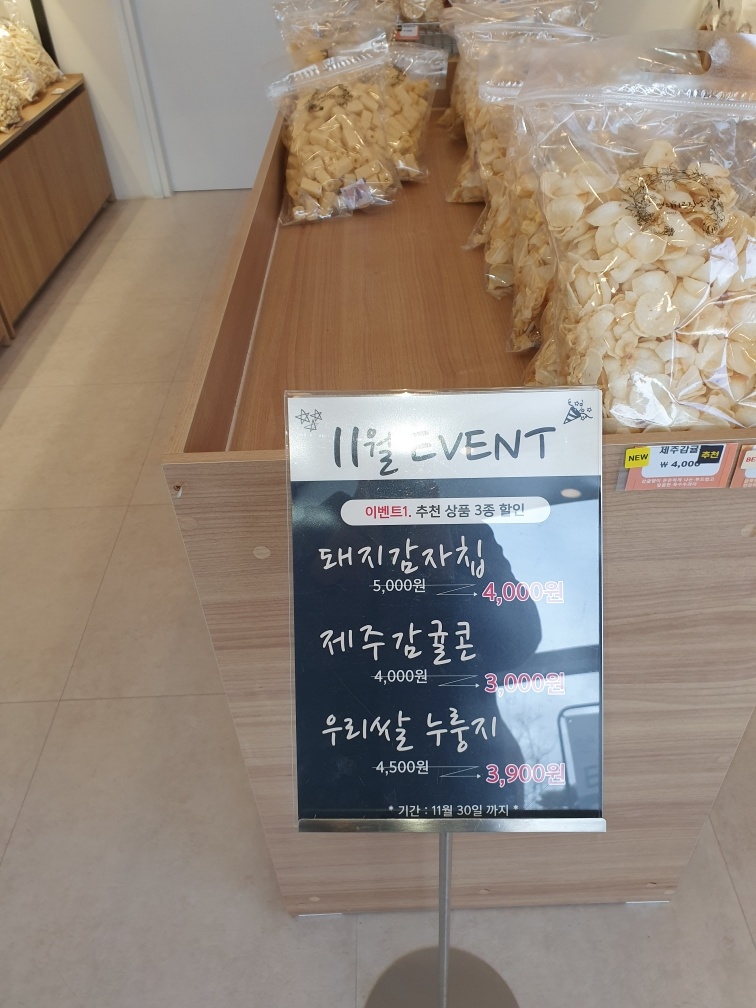 11월 EVENT
이벤트1. 추천 상품 3종 할인
돼지감자칩
5,000원 4,000원
제주감귤콘
4,000원 3,000원
우리쌀 누룽지
4,500원 3,900원
* 기간 : 11월 30일 까지 *
NEW 제주감귤 추천
₩ 4,000